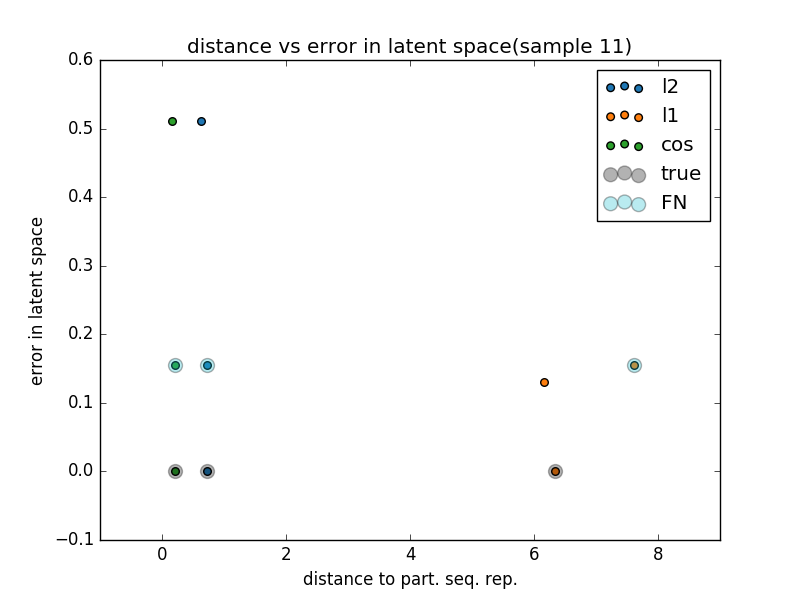 distance vs error in latent space(sample 11)
0.6
0.5
0.4
0.3
0.2
0.1
0.0
−0.1
error in latent space
l2
l1
cos
true
FN
0 2 4 6 8
distance to part. seq. rep.